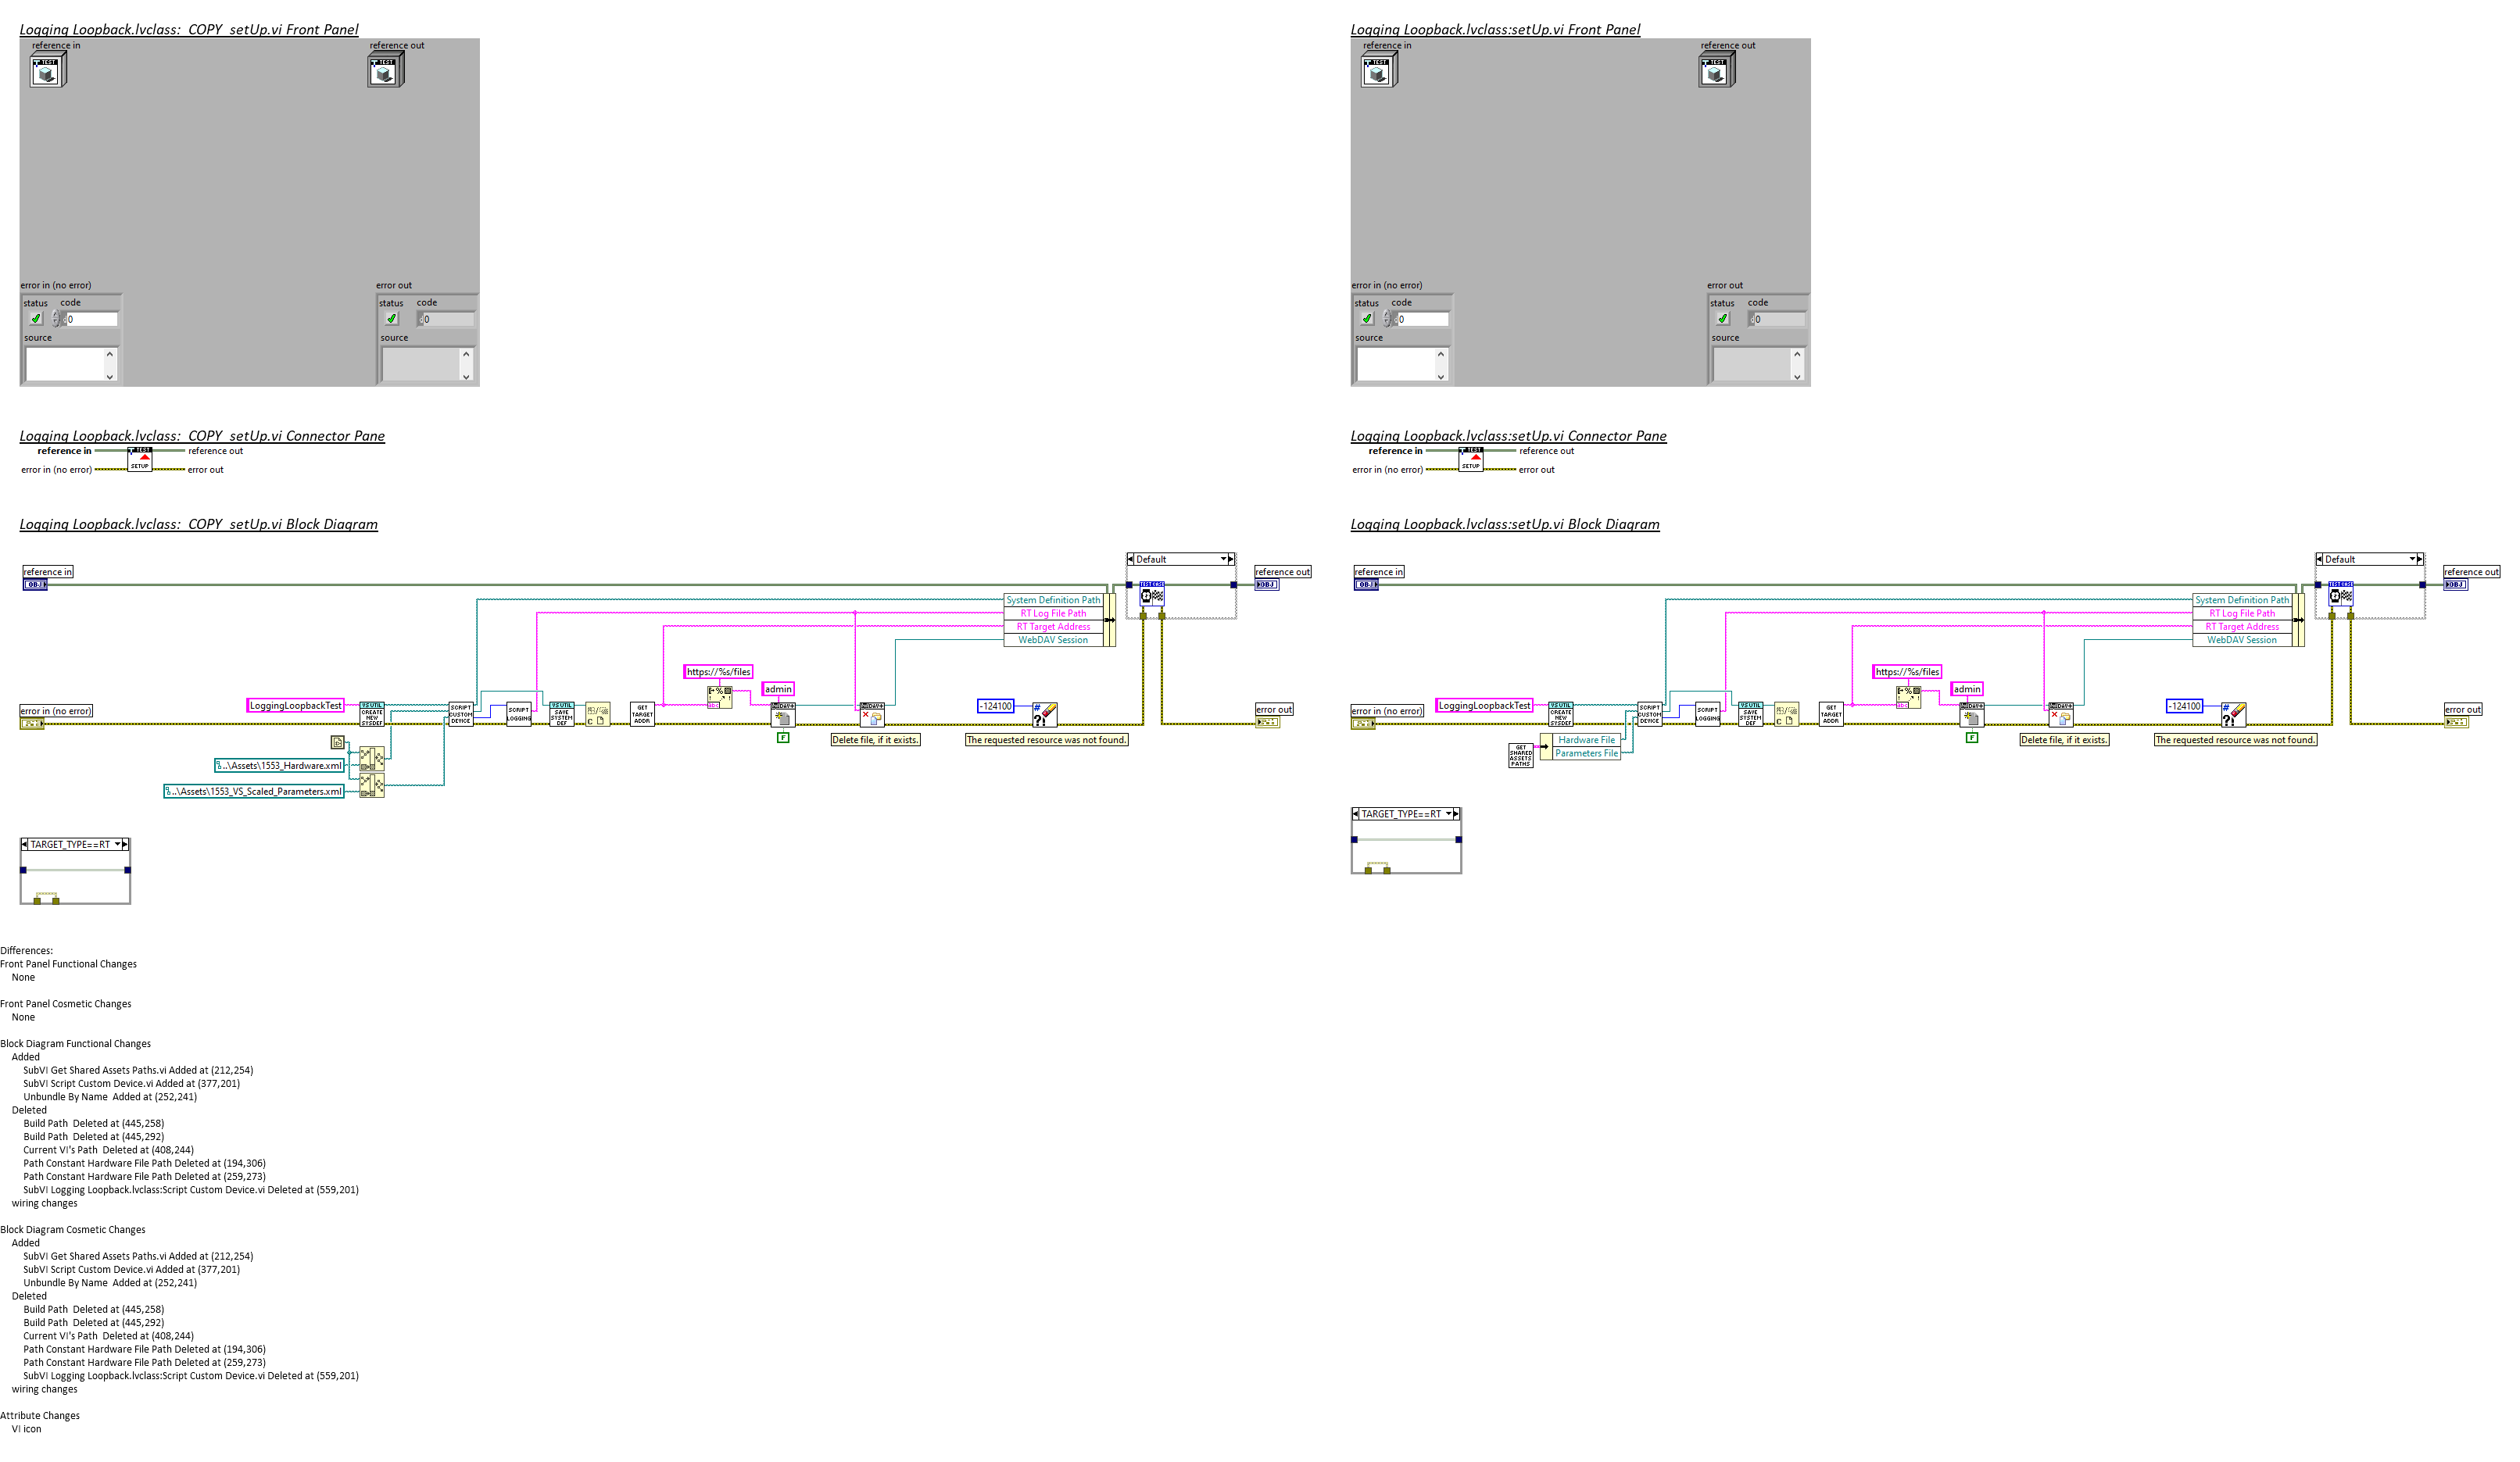 Logging Loopback.lvclass:_COPY_setUp.vi Front Panel
reference in
reference out
TEST
TEST
error in (no error)
error out
status code
status code
0
0
source
source
Logging Loopback.lvclass:_COPY_setUp.vi Connector Pane
reference in
reference out
TEST
SETUP
error in (no error)
error out
Logging Loopback.lvclass:_COPY_setUp.vi Block Diagram
Default
reference in
OBJ
reference out
OBJ
System Definition Path
RT Log File Path
RT Target Address
WebDAV Session
https://%s/files
admin
LoggingLoopbackTest
error in (no error)
VSUTIL
CREATE
NEW
SYSDEF
SCRIPT
CUSTOM
DEVICE
SCRIPT
LOGGING
VSUTIL
SAVE
SYSTEM
DEF
GET
TARGET
ADDR
-124100
error out
F
Delete file, if it exists.
The requested resource was not found.
..\Assets\1553_Hardware.xml
..\Assets\1553_VS_Scaled_Parameters.xml
TARGET_TYPE==RT
Logging Loopback.lvclass:setUp.vi Front Panel
reference in
reference out
TEST
TEST
error in (no error)
error out
status code
status code
0
0
source
source
Logging Loopback.lvclass:setUp.vi Connector Pane
reference in
reference out
TEST
SETUP
error in (no error)
error out
Logging Loopback.lvclass:setUp.vi Block Diagram
Default
reference in
OBJ
reference out
OBJ
System Definition Path
RT Log File Path
RT Target Address
WebDAV Session
https://%s/files
admin
LoggingLoopbackTest
error in (no error)
VSUTIL
CREATE
NEW
SYSDEF
SCRIPT
CUSTOM
DEVICE
SCRIPT
LOGGING
VSUTIL
SAVE
SYSTEM
DEF
GET
TARGET
ADDR
-124100
error out
F
Delete file, if it exists.
The requested resource was not found.
GET
SHARED
ASSETS
PATHS
Hardware File
Parameters File
TARGET_TYPE==RT
Differences:
Front Panel Functional Changes
None
Front Panel Cosmetic Changes
None
Block Diagram Functional Changes
Added
SubVI Get Shared Assets Paths.vi Added at (212,254)
SubVI Script Custom Device.vi Added at (377,201)
Unbundle By Name  Added at (252,241)
Deleted
Build Path  Deleted at (445,258)
Build Path  Deleted at (445,292)
Current VI's Path  Deleted at (408,244)
Path Constant Hardware File Path Deleted at (194,306)
Path Constant Hardware File Path Deleted at (259,273)
SubVI Logging Loopback.lvclass:Script Custom Device.vi Deleted at (559,201)
wiring changes
Block Diagram Cosmetic Changes
Added
SubVI Get Shared Assets Paths.vi Added at (212,254)
SubVI Script Custom Device.vi Added at (377,201)
Unbundle By Name  Added at (252,241)
Deleted
Build Path  Deleted at (445,258)
Build Path  Deleted at (445,292)
Current VI's Path  Deleted at (408,244)
Path Constant Hardware File Path Deleted at (194,306)
Path Constant Hardware File Path Deleted at (259,273)
SubVI Logging Loopback.lvclass:Script Custom Device.vi Deleted at (559,201)
wiring changes
Attribute Changes
VI icon